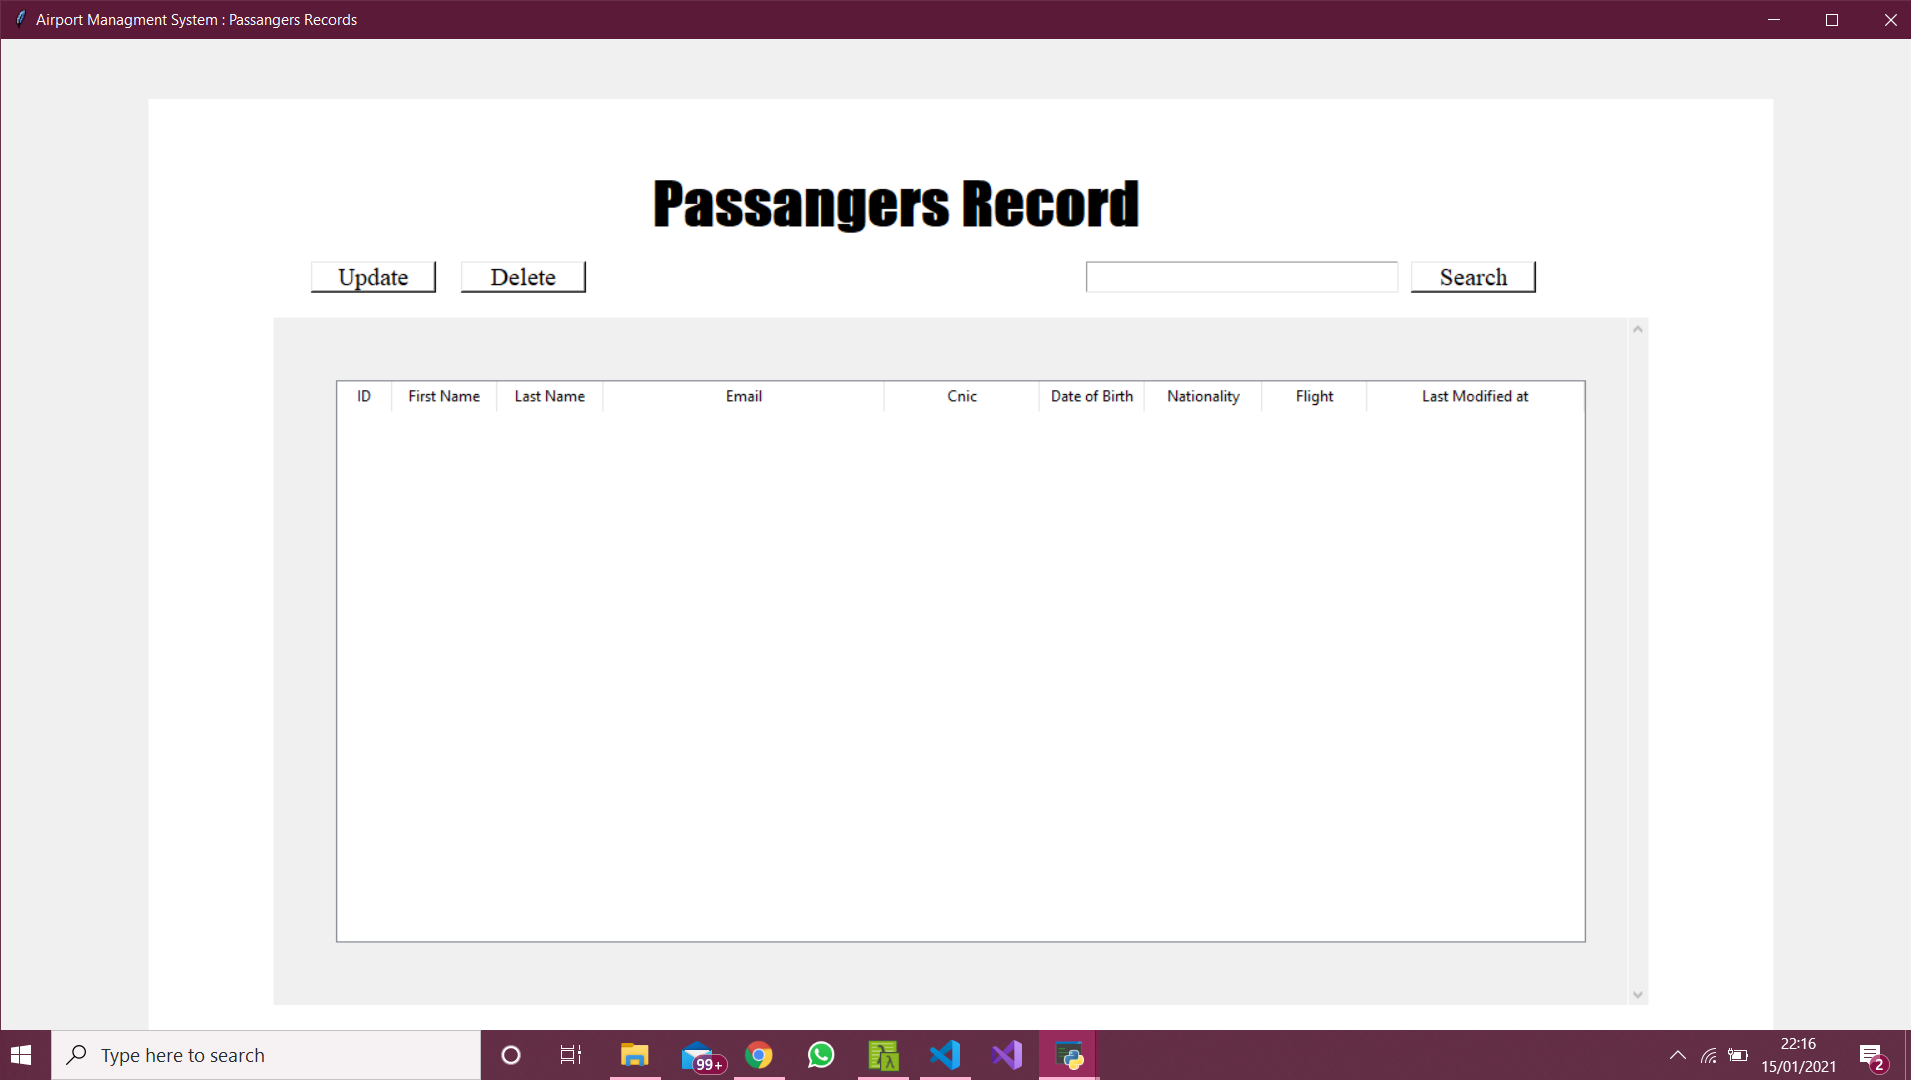 Airport Managment System : Passangers Records
Passangers Record
Update Delete Search
ID First Name Last Name Email Cnic Date of Birth Nationality Flight Last Modified at
Type here to search
99+
22:16
15/01/2021
2